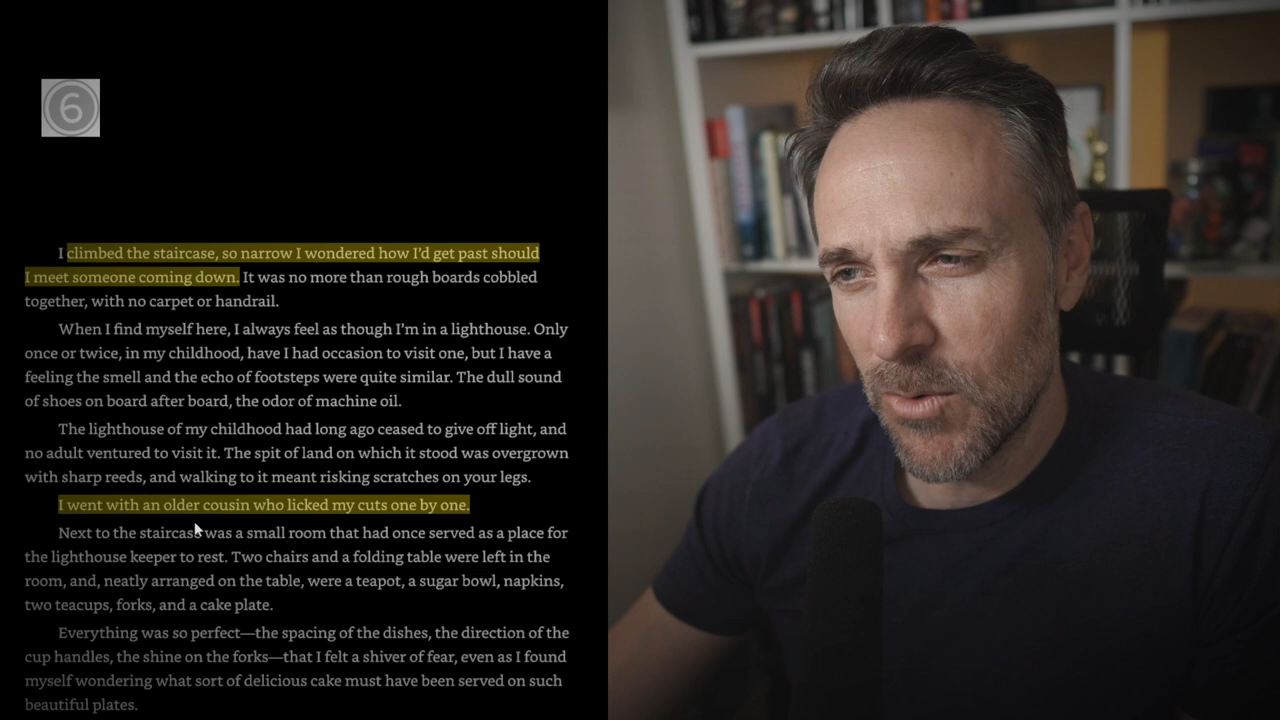 6
I climbed the staircase, so narrow I wondered how I'd get past should
I meet someone coming down. It was no more than rough boards cobbled
together, with no carpet or handrail.
When I find myself here, I always feel as though I'm in a lighthouse. Only
once or twice, in my childhood, have I had occasion to visit one, but I have a
feeling the smell and the echo of footsteps were quite similar. The dull sound
of shoes on board after board, the odor of machine oil.
The lighthouse of my childhood had long ago ceased to give off light, and
no adult ventured to visit it. The spit of land on which it stood was overgrown
with sharp reeds, and walking to it meant risking scratches on your legs.
I went with an older cousin who licked my cuts one by one.
Next to the staircase was a small room that had once served as a place for
the lighthouse keeper to rest. Two chairs and a folding table were left in the
room, and, neatly arranged on the table, were a teapot, a sugar bowl, napkins,
two teacups, forks, and a cake plate.
Everything was so perfect—the spacing of the dishes, the direction of the
cup handles, the shine on the forks—that I felt a shiver of fear, even as I found
myself wondering what sort of delicious cake must have been served on such
beautiful plates.